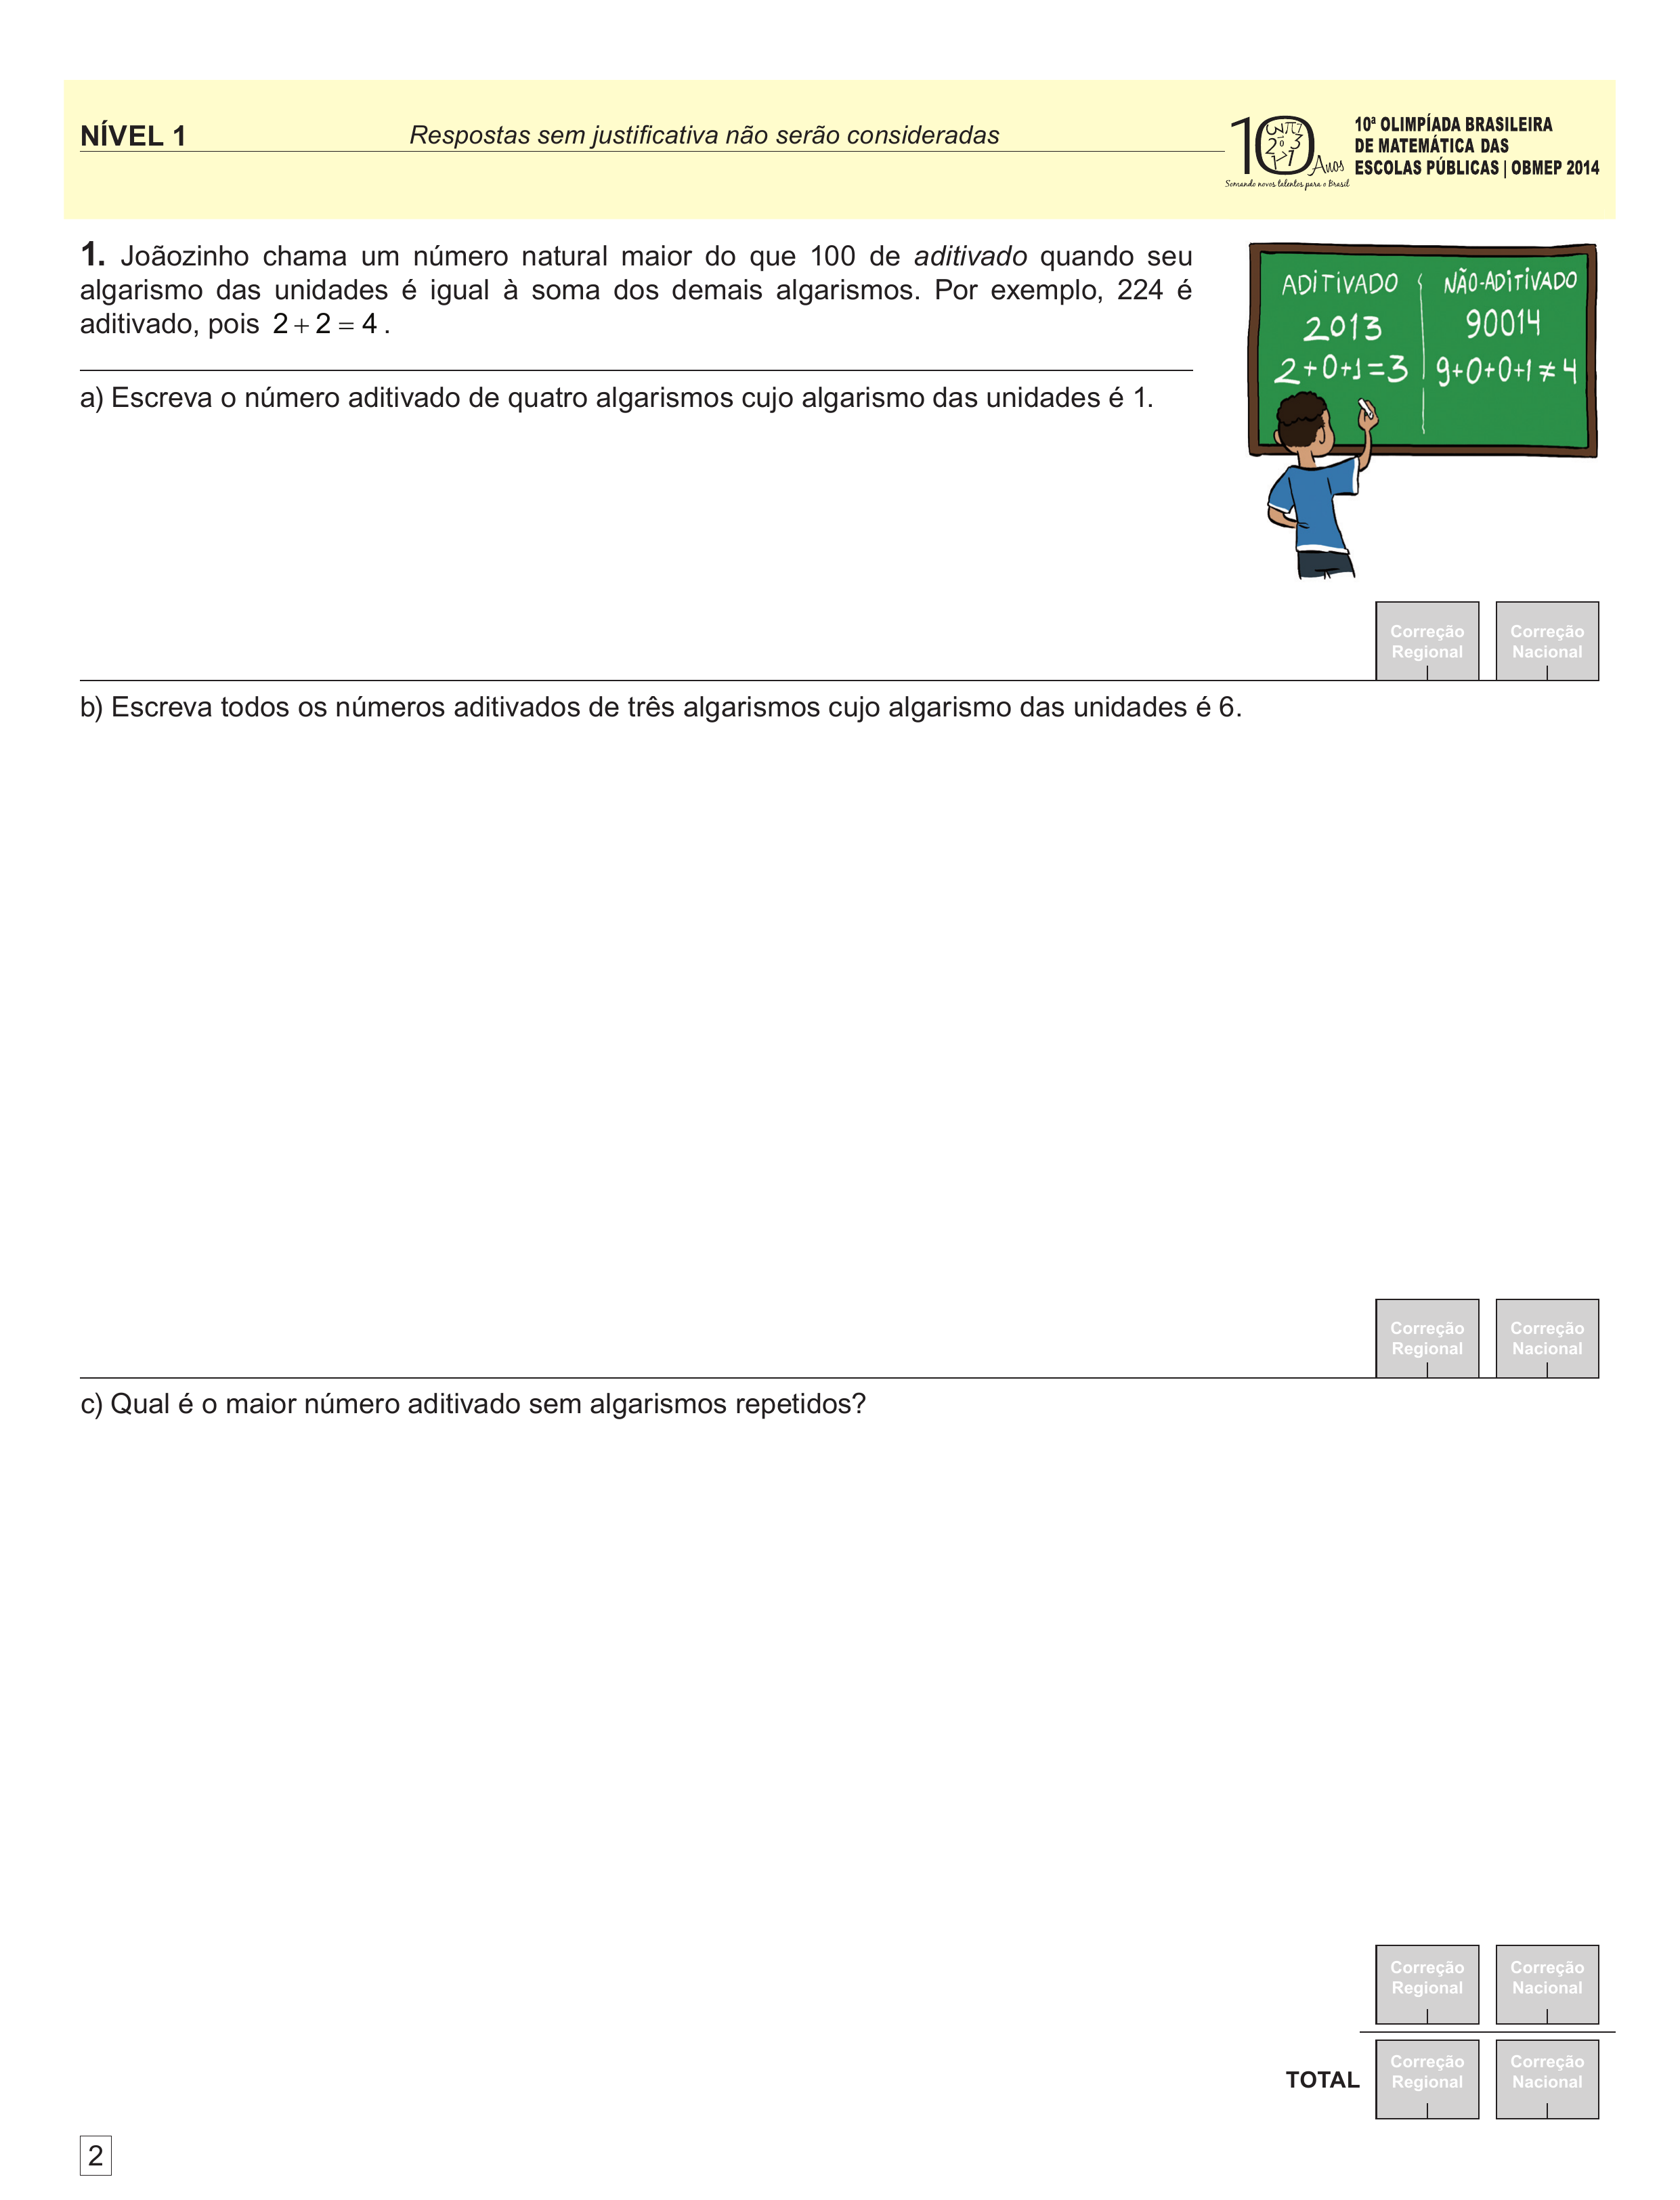 NÍVEL 1
Respostas sem justificativa não serão consideradas
10 Anos
Somando novos talentos para o Brasil
10ª OLIMPÍADA BRASILEIRA
DE MATEMÁTICA DAS
ESCOLAS PÚBLICAS | OBMEP 2014
1. Joãozinho chama um número natural maior do que 100 de aditivado quando seu
algarismo das unidades é igual à soma dos demais algarismos. Por exemplo, 224 é
aditivado, pois 2 + 2 = 4 .
ADITIVADO
2013
2+0+1=3
NÃO-ADITIVADO
90014
9+0+0+1≠4
a) Escreva o número aditivado de quatro algarismos cujo algarismo das unidades é 1.
Correção
Regional
Correção
Nacional
b) Escreva todos os números aditivados de três algarismos cujo algarismo das unidades é 6.
Correção
Regional
Correção
Nacional
c) Qual é o maior número aditivado sem algarismos repetidos?
Correção
Regional
Correção
Nacional
TOTAL
Correção
Regional
Correção
Nacional
2